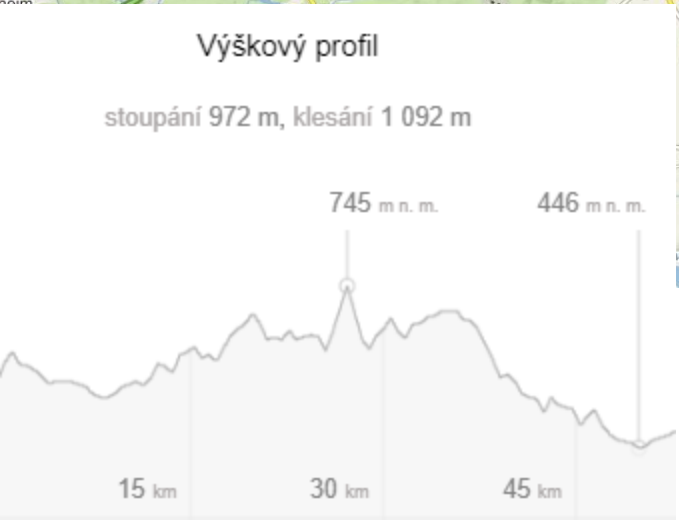 Výškový profil
stoupání 972 m, klesání 1 092 m
745 m n. m. 446 m n. m.
15 km 30 km 45 km